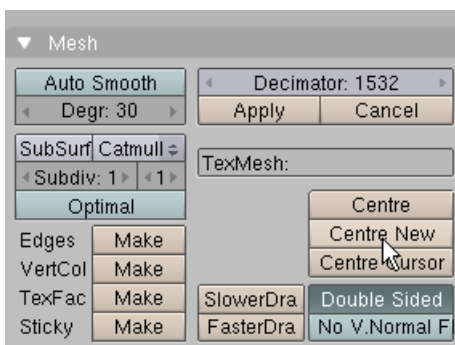 Mesh
Auto Smooth
Degr: 30
Decimator: 1532
Apply
Cancel
SubSurf
Catmull
Subdiv: 1
1
Optimal
TexMesh:
Edges
Make
VertCol
Make
TexFac
Make
Sticky
Make
Centre
Centre New
Centre Cursor
SlowerDra
Double Sided
FasterDra
No V.Normal Fl